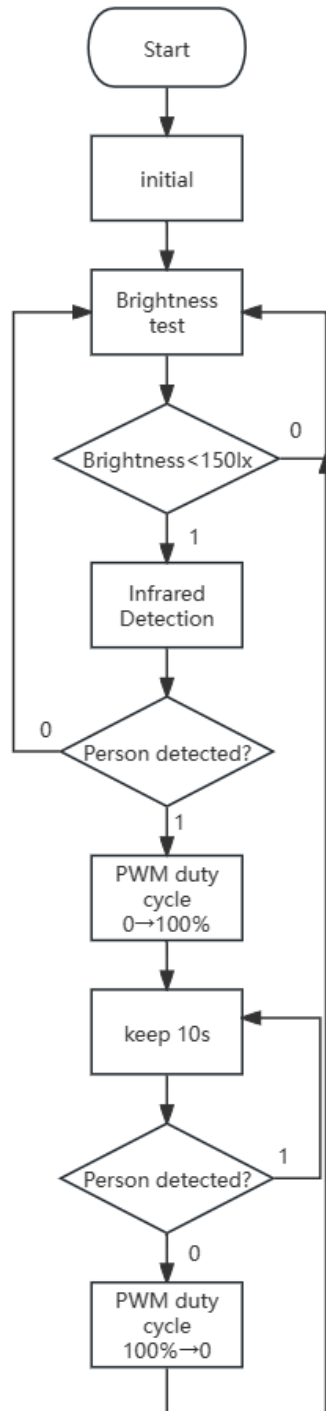 Start
initial
Brightness
test
Brightness<150lx
0
1
Infrared
Detection
0
Person detected?
1
PWM duty
cycle
0→100%
keep 10s
Person detected?
1
0
PWM duty
cycle
100%→0